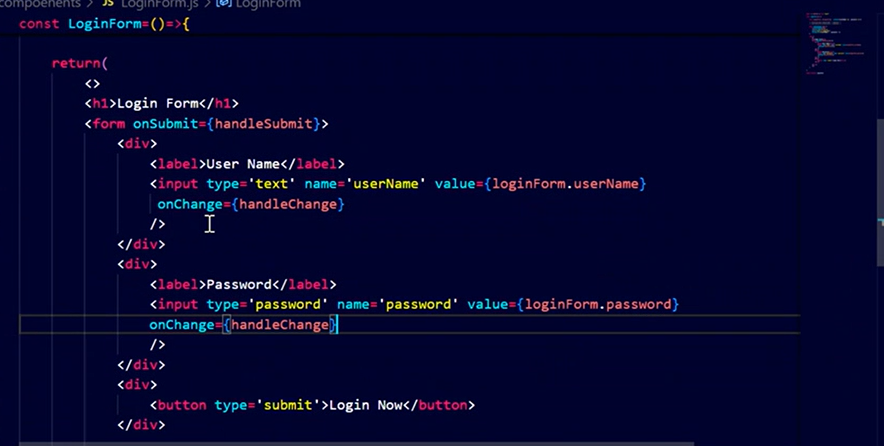 compoenents > JS LoginForm.js > LoginForm
const LoginForm=()=>{
return(
<>
<h1>Login Form</h1>
<form onSubmit={handleSubmit}>
<div>
<label>User Name</label>
<input type='text' name='userName' value={loginForm.userName}
onChange={handleChange}
/>
</div>
<div>
<label>Password</label>
<input type='password' name='password' value={loginForm.password}
onChange={handleChange}
/>
</div>
<div>
<button type='submit'>Login Now</button>
</div>